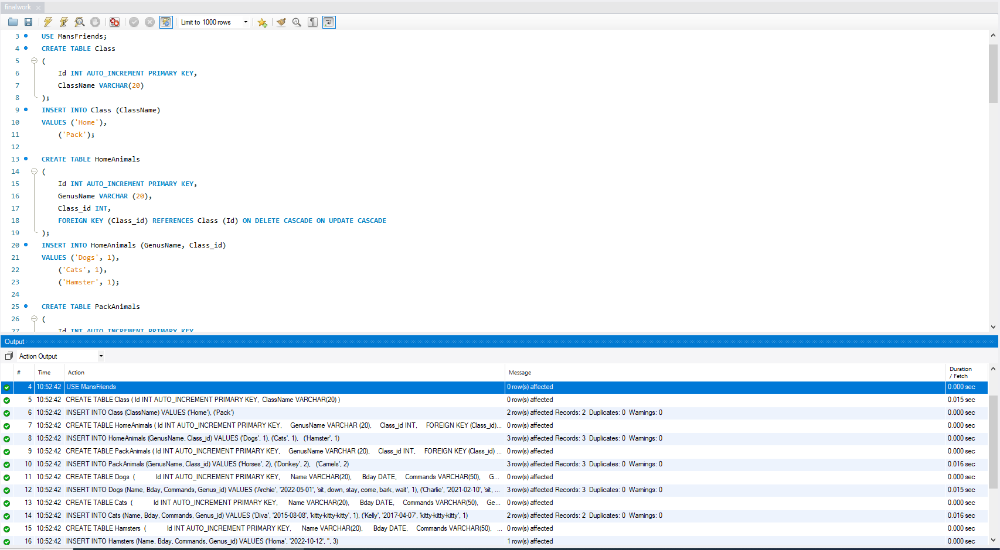 finalwork
Limit to 1000 rows
3 USE MansFriends;
4 CREATE TABLE Class
5 (
6 Id INT AUTO_INCREMENT PRIMARY KEY,
7 ClassName VARCHAR(20)
8 );
9 INSERT INTO Class (ClassName)
10 VALUES ('Home'),
11 ('Pack');
12
13 CREATE TABLE HomeAnimals
14 (
15 Id INT AUTO_INCREMENT PRIMARY KEY,
16 GenusName VARCHAR (20),
17 Class_id INT,
18 FOREIGN KEY (Class_id) REFERENCES Class (Id) ON DELETE CASCADE ON UPDATE CASCADE
19 );
20 INSERT INTO HomeAnimals (GenusName, Class_id)
21 VALUES ('Dogs', 1),
22 ('Cats', 1),
23 ('Hamster', 1);
24
25 CREATE TABLE PackAnimals
26 (
27 Id INT AUTO_INCREMENT PRIMARY KEY
Output
Action Output
# Time Action Message Duration / Fetch
4 10:52:42 USE MansFriends 0 row(s) affected 0.000 sec
5 10:52:42 CREATE TABLE Class ( Id INT AUTO_INCREMENT PRIMARY KEY, ClassName VARCHAR(20) ) 0 row(s) affected 0.015 sec
6 10:52:42 INSERT INTO Class (ClassName) VALUES ('Home'), ('Pack') 2 row(s) affected Records: 2 Duplicates: 0 Warnings: 0 0.000 sec
7 10:52:42 CREATE TABLE HomeAnimals ( Id INT AUTO_INCREMENT PRIMARY KEY, GenusName VARCHAR (20), Class_id INT, FOREIGN KEY (Class_id)... 0 row(s) affected 0.000 sec
8 10:52:42 INSERT INTO HomeAnimals (GenusName, Class_id) VALUES ('Dogs', 1), ('Cats', 1), ('Hamster', 1) 3 row(s) affected Records: 3 Duplicates: 0 Warnings: 0 0.000 sec
9 10:52:42 CREATE TABLE PackAnimals ( Id INT AUTO_INCREMENT PRIMARY KEY, GenusName VARCHAR (20), Class_id INT, FOREIGN KEY (Class_id) ... 0 row(s) affected 0.000 sec
10 10:52:42 INSERT INTO PackAnimals (GenusName, Class_id) VALUES ('Horses', 2), ('Donkey', 2), ('Camels', 2) 3 row(s) affected Records: 3 Duplicates: 0 Warnings: 0 0.016 sec
11 10:52:42 CREATE TABLE Dogs ( Id INT AUTO_INCREMENT PRIMARY KEY, Name VARCHAR(20), Bday DATE, Commands VARCHAR(50), G... 0 row(s) affected 0.000 sec
12 10:52:42 INSERT INTO Dogs (Name, Bday, Commands, Genus_id) VALUES ('Archie', '2022-05-01', 'sit, down, stay, come, bark, wait', 1), ('Charlie', '2021-02-10', 'sit, ... 3 row(s) affected Records: 3 Duplicates: 0 Warnings: 0 0.015 sec
13 10:52:42 CREATE TABLE Cats ( Id INT AUTO_INCREMENT PRIMARY KEY, Name VARCHAR(20), Bday DATE, Commands VARCHAR(50), Ge... 0 row(s) affected 0.000 sec
14 10:52:42 INSERT INTO Cats (Name, Bday, Commands, Genus_id) VALUES ('Diva', '2015-08-08', 'kitty-kitty-kitty', 1), ('Kelly', '2017-04-07', 'kitty-kitty-kitty', 1) 2 row(s) affected Records: 2 Duplicates: 0 Warnings: 0 0.016 sec
15 10:52:42 CREATE TABLE Hamsters ( Id INT AUTO_INCREMENT PRIMARY KEY, Name VARCHAR(20), Bday DATE, Commands VARCHAR(50), ... 0 row(s) affected 0.000 sec
16 10:52:42 INSERT INTO Hamsters (Name, Bday, Commands, Genus_id) VALUES ('Homa', '2022-10-12', '', 3) 1 row(s) affected 0.000 sec